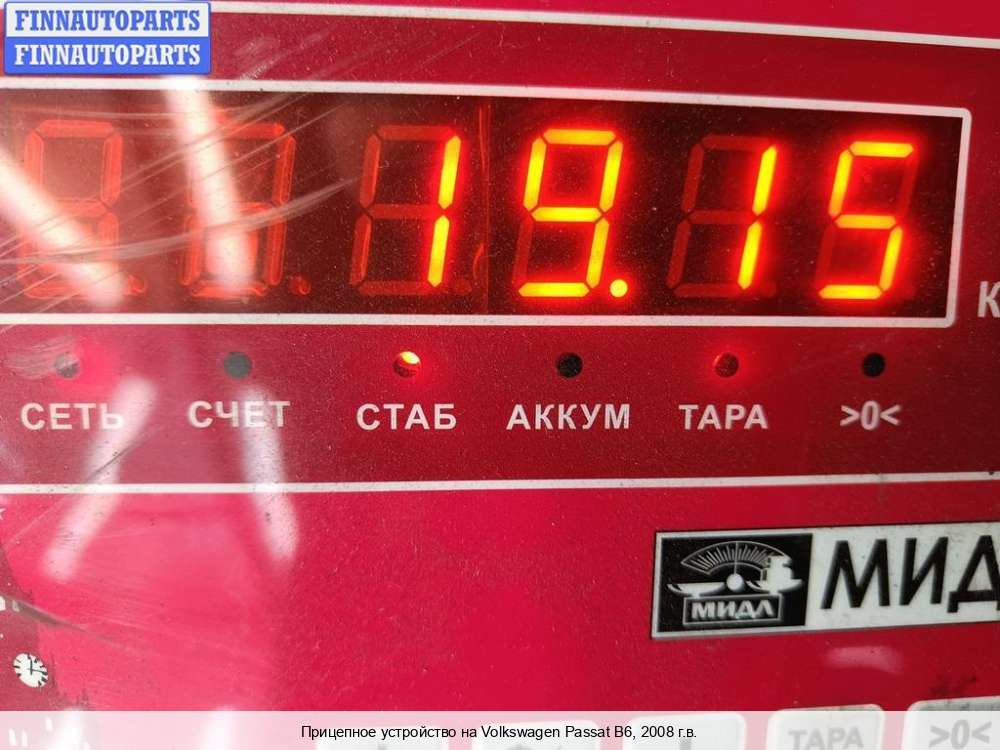 FINNAUTOPARTS
FINNAUTOPARTS
19.15
К
СЕТЬ СЧЕТ СТАБ АККУМ ТАРА >0<
МИДЛ МИД
ТАРА >0<
Прицепное устройство на Volkswagen Passat B6, 2008 г.в.